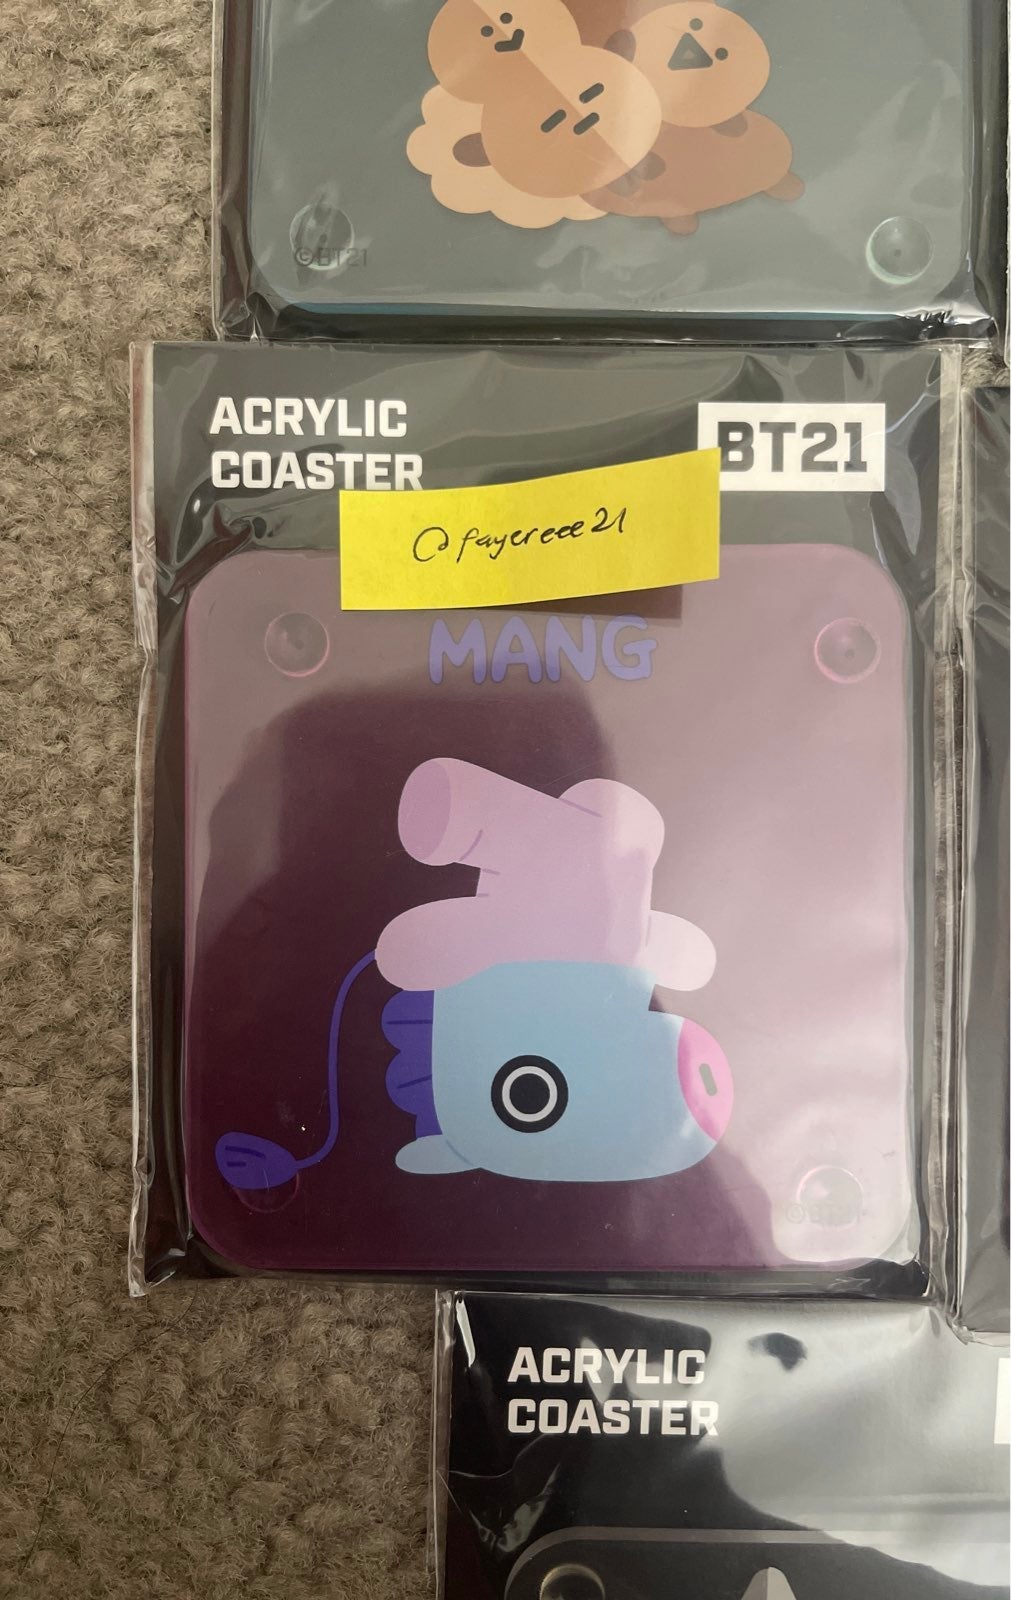 ©BT21
ACRYLIC
COASTER
BT21
@fayereee21
MANG
ACRYLIC
COASTER